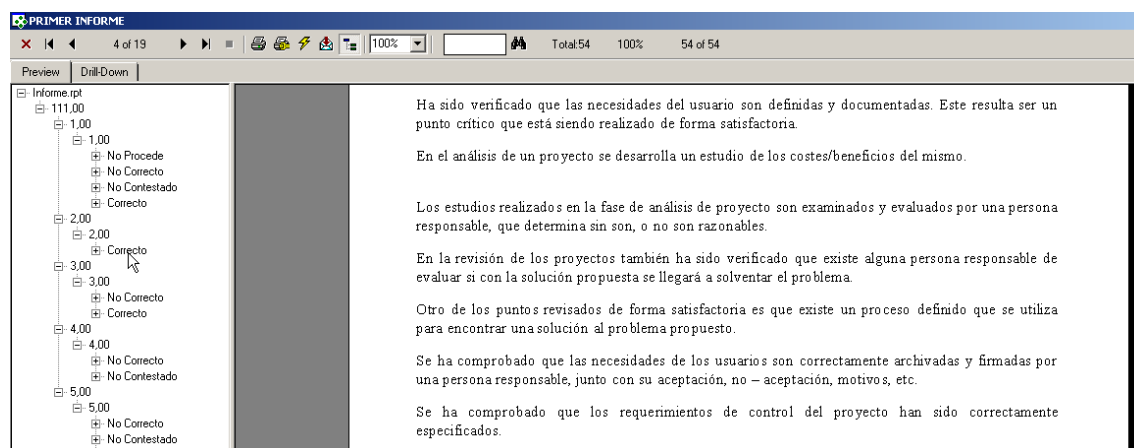 PRIMER INFORME
4 of 19
100%
Total:54
100%
54 of 54
Preview
Drill-Down
Informe.rpt
111,00
1,00
1,00
No Procede
No Correcto
No Contestado
Correcto
2,00
2,00
Correcto
3,00
3,00
No Correcto
Correcto
4,00
4,00
No Correcto
No Contestado
5,00
5,00
No Correcto
No Contestado
Ha sido verificado que las necesidades del usuario son definidas y documentadas. Este resulta ser un
punto crítico que está siendo realizado de forma satisfactoria.
En el análisis de un proyecto se desarrolla un estudio de los costes/beneficios del mismo.
Los estudios realizados en la fase de análisis de proyecto son examinados y evaluados por una persona
responsable, que determina sin son, o no son razonables.
En la revisión de los proyectos también ha sido verificado que existe alguna persona responsable de
evaluar si con la solución propuesta se llegará a solventar el problema.
Otro de los puntos revisados de forma satisfactoria es que existe un proceso definido que se utiliza
para encontrar una solución al problema propuesto.
Se ha comprobado que las necesidades de los usuarios son correctamente archivadas y firmadas por
una persona responsable, junto con su aceptación, no – aceptación, motivos, etc.
Se ha comprobado que los requerimientos de control del proyecto han sido correctamente
especificados.